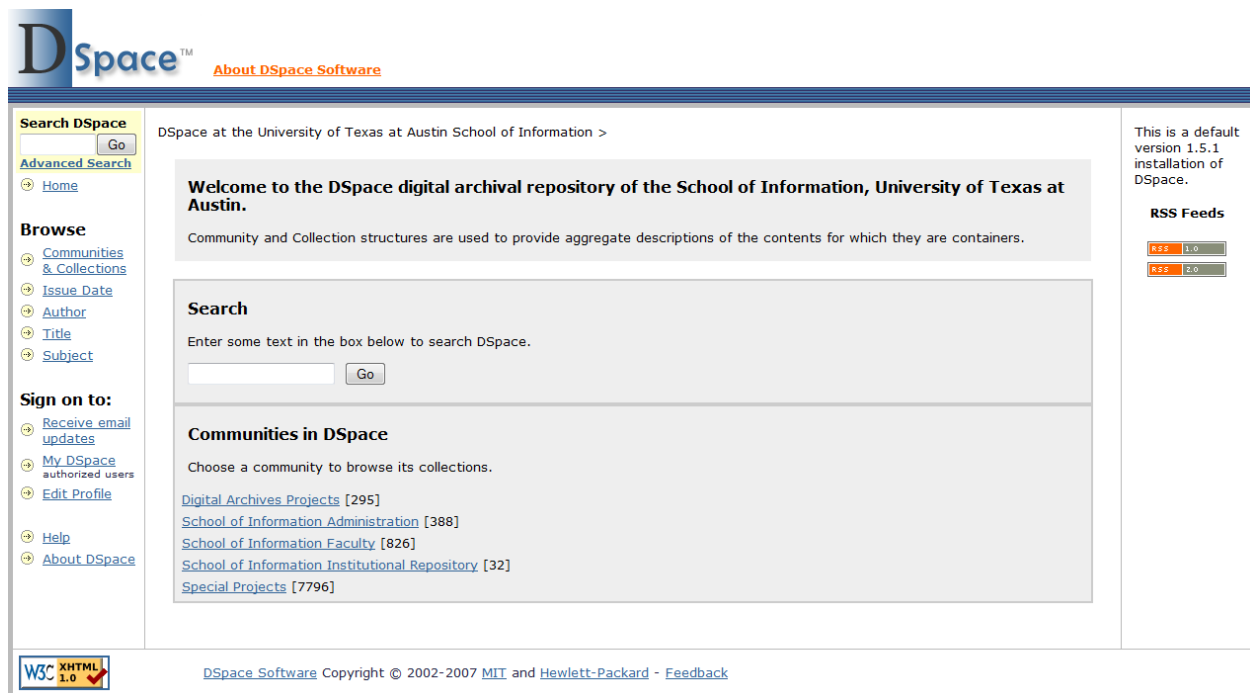 DSpace™
About DSpace Software
Search DSpace
Go
Advanced Search
Home
Browse
Communities
& Collections
Issue Date
Author
Title
Subject
Sign on to:
Receive email
updates
My DSpace
authorized users
Edit Profile
Help
About DSpace
DSpace at the University of Texas at Austin School of Information >
Welcome to the DSpace digital archival repository of the School of Information, University of Texas at
Austin.
Community and Collection structures are used to provide aggregate descriptions of the contents for which they are containers.
Search
Enter some text in the box below to search DSpace.
Go
Communities in DSpace
Choose a community to browse its collections.
Digital Archives Projects [295]
School of Information Administration [388]
School of Information Faculty [826]
School of Information Institutional Repository [32]
Special Projects [7796]
This is a default
version 1.5.1
installation of
DSpace.
RSS Feeds
RSS 1.0
RSS 2.0
W3C XHTML
1.0
DSpace Software Copyright © 2002-2007 MIT and Hewlett-Packard - Feedback